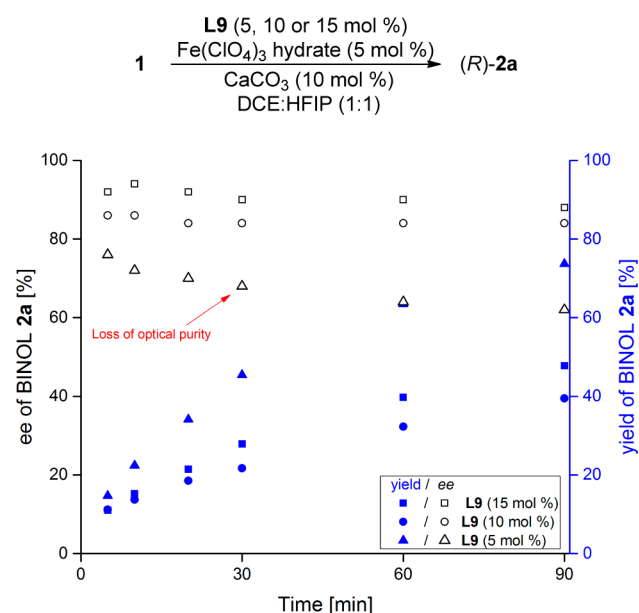 L9 (5, 10 or 15 mol %)
Fe(ClO4)3 hydrate (5 mol %)
1
(R)-2a
CaCO3 (10 mol %)
DCE:HFIP (1:1)
100
80
60
40
20
0
ee of BINOL 2a [%]
100
80
60
40
20
0
yield of BINOL 2a [%]
Loss of optical purity
yield / ee
/ L9 (15 mol %)
/ L9 (10 mol %)
/ L9 (5 mol %)
0 30 60 90
Time [min]